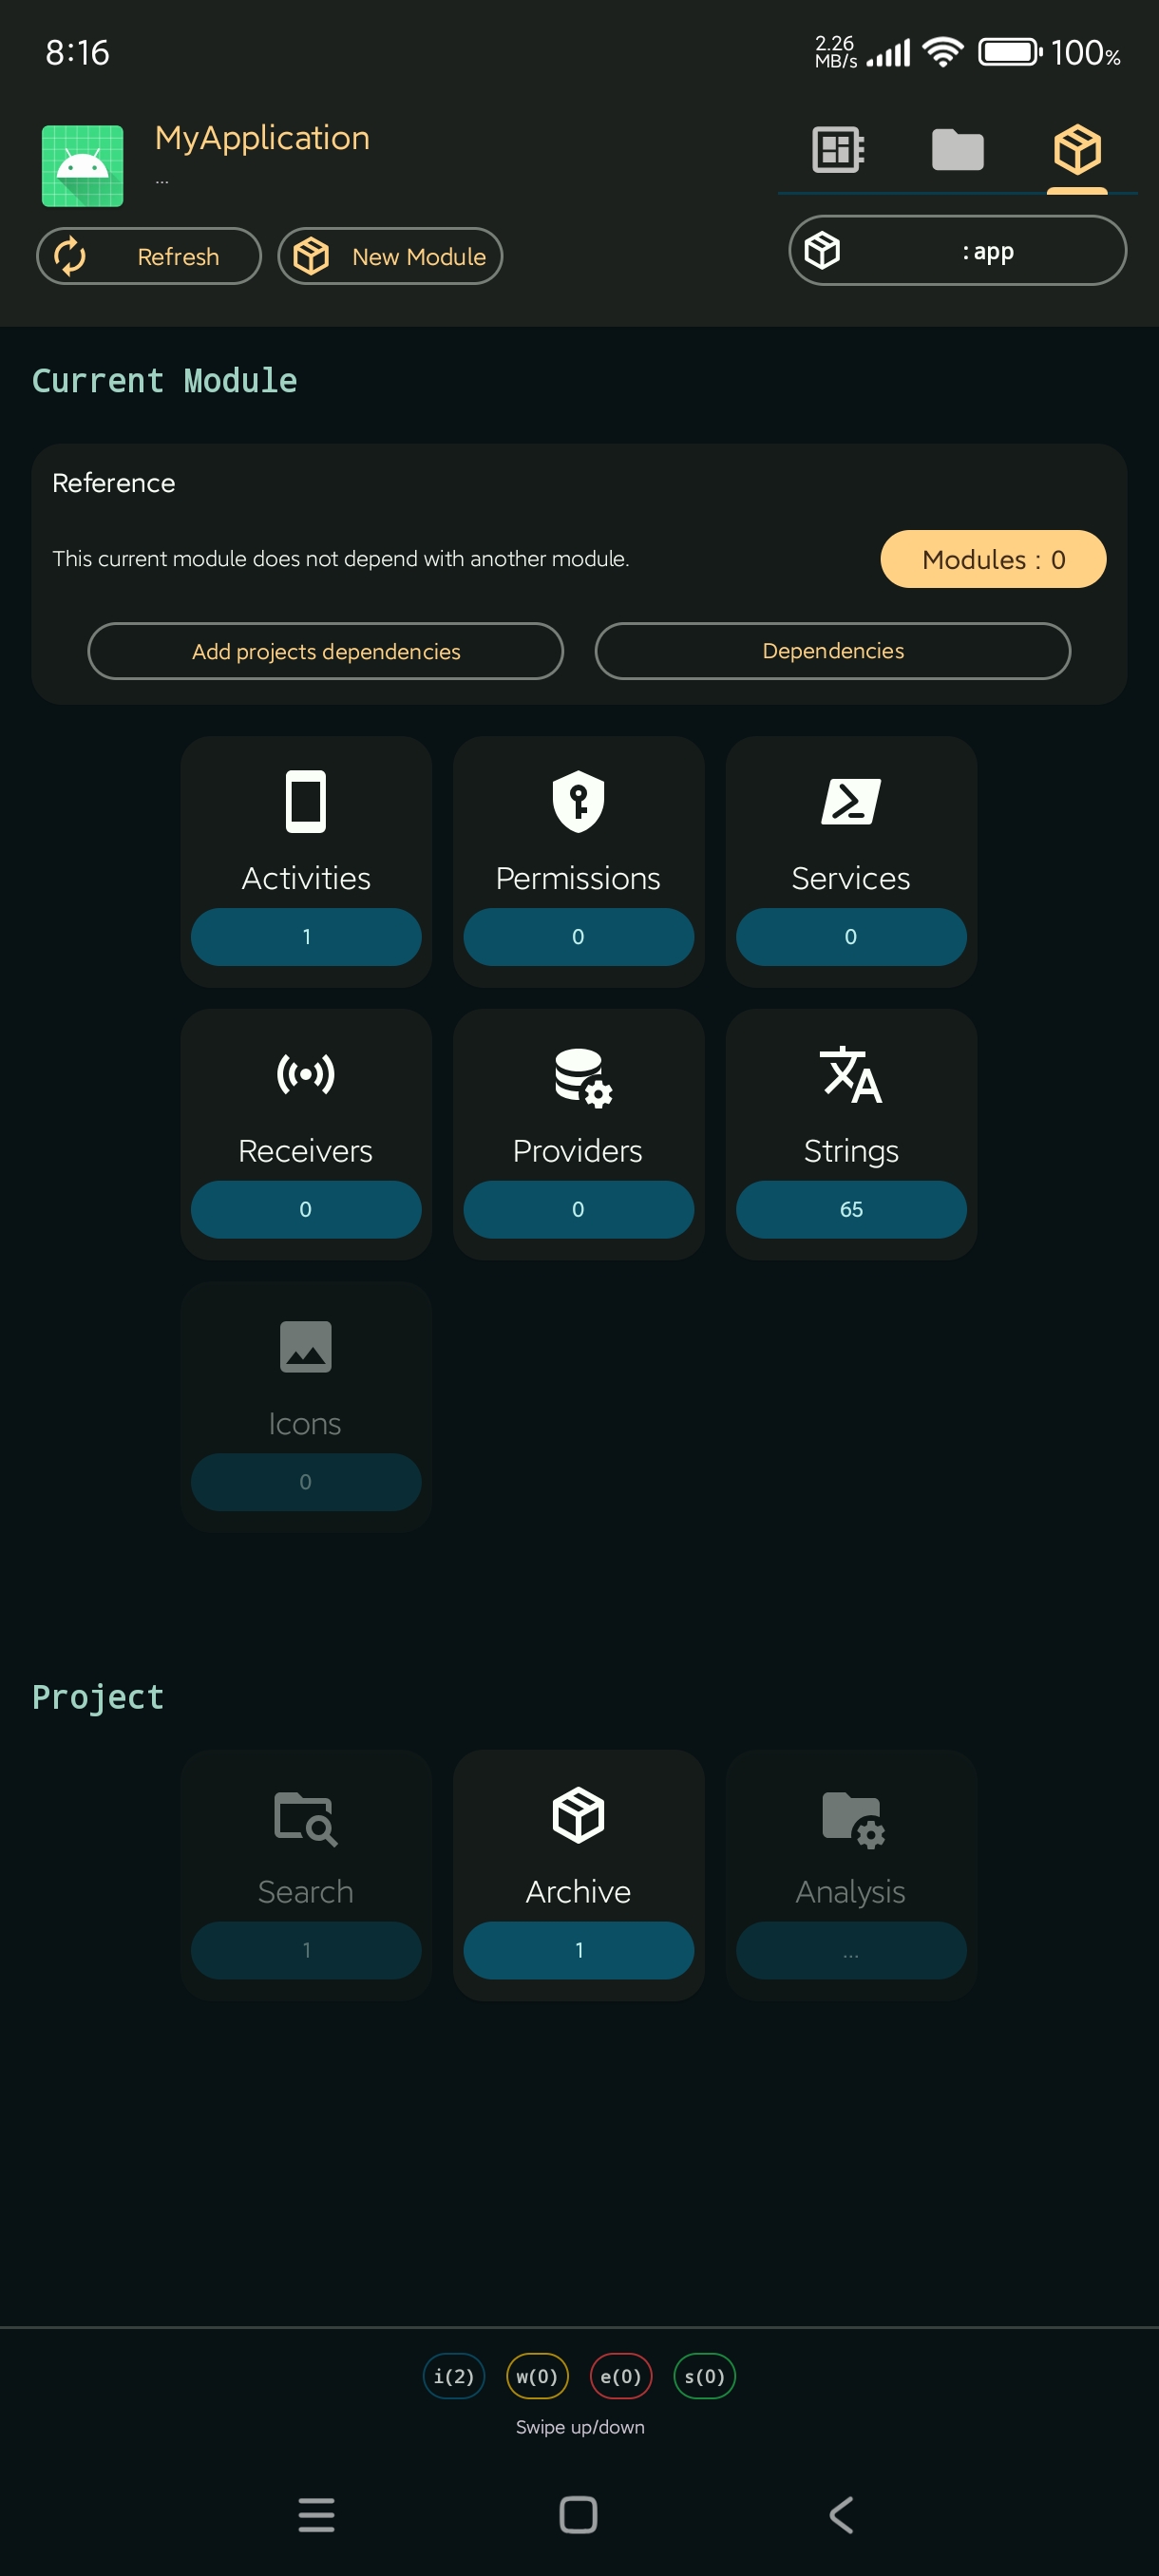 8:16
2.26
MB/s
100%
MyApplication
...
Refresh
New Module
:app
Current Module
Reference
This current module does not depend with another module.
Modules : 0
Add projects dependencies
Dependencies
Activities
Permissions
Services
1
0
0
Receivers
Providers
Strings
0
0
65
Icons
0
Project
Search
Archive
Analysis
1
1
...
i(2)
w(0)
e(0)
s(0)
Swipe up/down